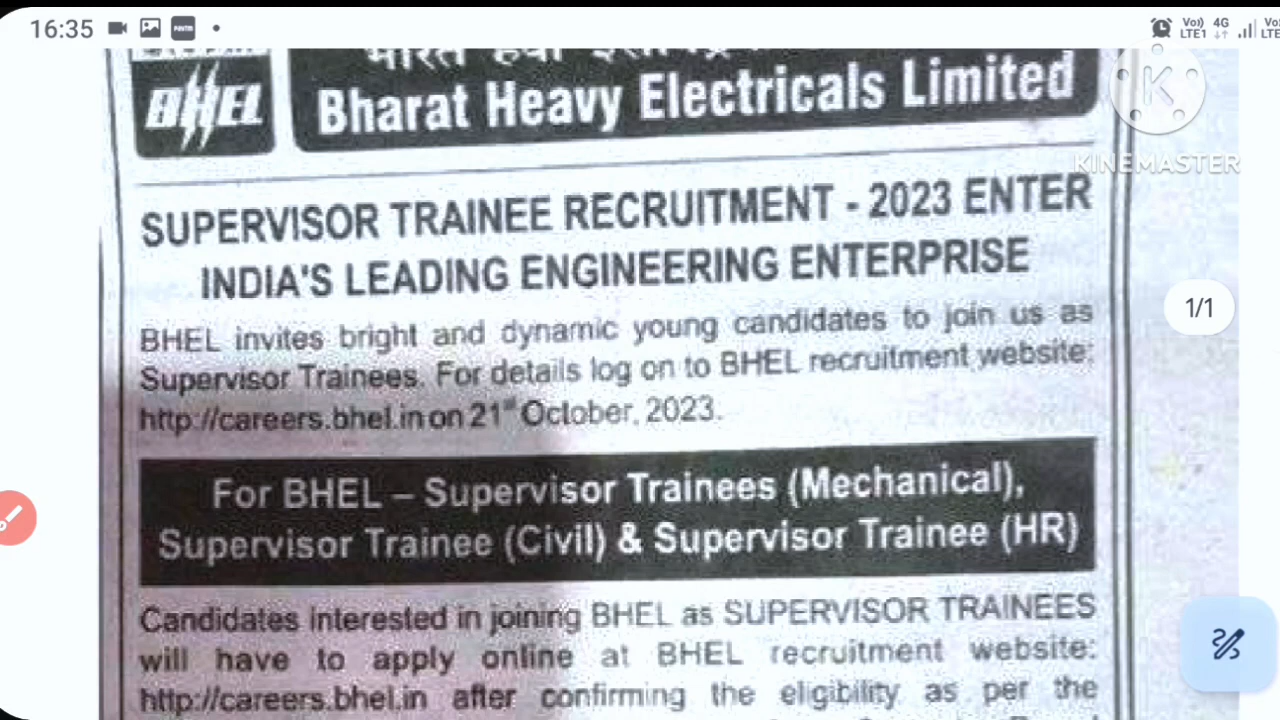 16:35
Vo)) LTE1 4G
BHEL
Bharat Heavy Electricals Limited
K
KINEMASTER
SUPERVISOR TRAINEE RECRUITMENT - 2023 ENTER
INDIA'S LEADING ENGINEERING ENTERPRISE
1/1
BHEL invites bright and dynamic young candidates to join us as
Supervisor Trainees. For details log on to BHEL recruitment website:
http://careers.bhel.in on 21st October, 2023.
For BHEL – Supervisor Trainees (Mechanical),
Supervisor Trainee (Civil) & Supervisor Trainee (HR)
Candidates interested in joining BHEL as SUPERVISOR TRAINEES
will have to apply online at BHEL recruitment website:
http://careers.bhel.in after confirming the eligibility as per the